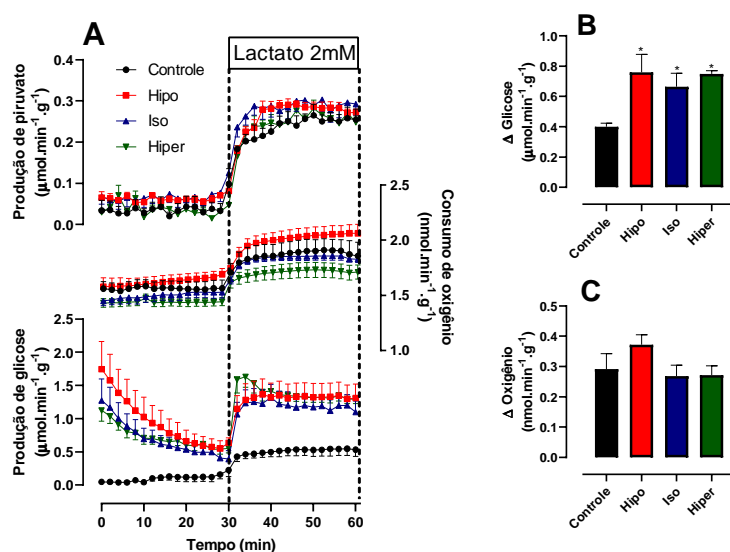 A
Lactato 2mM
Controle
Hipo
Iso
Hiper
Produção de piruvato
(µmol.min⁻¹.g⁻¹)
0.4
0.3
0.2
0.1
0.0
Consumo de oxigênio
(nmol.min⁻¹.g⁻¹)
2.5
2.0
1.5
1.0
Produção de glicose
(µmol.min⁻¹.g⁻¹)
2.5
2.0
1.5
1.0
0.5
0.0
0 10 20 30 40 50 60
Tempo (min)
B
Δ Glicose
(µmol.min⁻¹.g⁻¹)
1.0
0.8
0.6
0.4
0.2
0.0
* * *
Controle Hipo Iso Hiper
C
Δ Oxigênio
(nmol.min⁻¹.g⁻¹)
0.5
0.4
0.3
0.2
0.1
0.0
Controle Hipo Iso Hiper